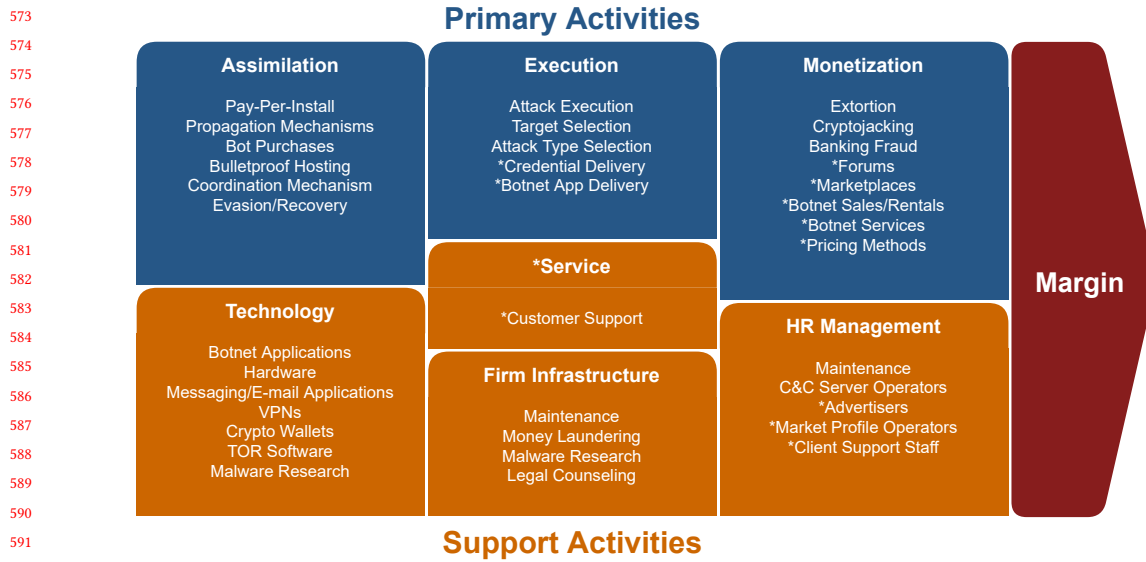 573
574
575
576
577
578
579
580
581
582
583
584
585
586
587
588
589
590
591
Primary Activities
Assimilation
Pay-Per-Install
Propagation Mechanisms
Bot Purchases
Bulletproof Hosting
Coordination Mechanism
Evasion/Recovery
Execution
Attack Execution
Target Selection
Attack Type Selection
*Credential Delivery
*Botnet App Delivery
Monetization
Extortion
Cryptojacking
Banking Fraud
*Forums
*Marketplaces
*Botnet Sales/Rentals
*Botnet Services
*Pricing Methods
Technology
Botnet Applications
Hardware
Messaging/E-mail Applications
VPNs
Crypto Wallets
TOR Software
Malware Research
*Service
*Customer Support
Firm Infrastructure
Maintenance
Money Laundering
Malware Research
Legal Counseling
HR Management
Maintenance
C&C Server Operators
*Advertisers
*Market Profile Operators
*Client Support Staff
Margin
Support Activities